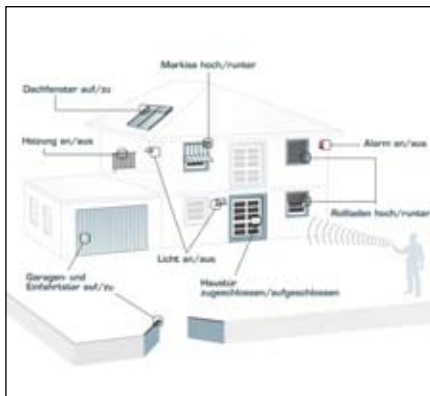 Markise hoch/runter
Dachfenster auf/zu
Heizung an/aus
Alarm an/aus
Rolladen hoch/runter
Licht an/aus
Garagen- und
Einfahrtstor auf/zu
Haustür
zugeschlossen/aufgeschlossen